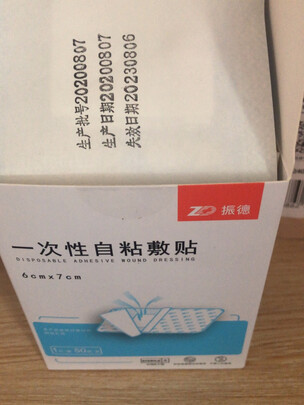 生产批号20200807
生产日期20200807
失效日期20230806
ZD 振德
一次性自粘敷贴
DISPOSABLE ADHESIVE WOUND DRESSING
6cmx7cm